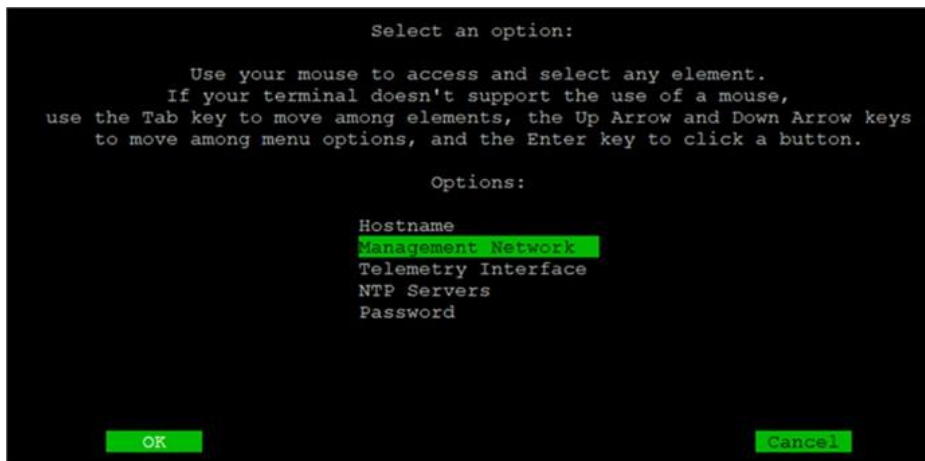 Select an option:
Use your mouse to access and select any element.
If your terminal doesn't support the use of a mouse,
use the Tab key to move among elements, the Up Arrow and Down Arrow keys
to move among menu options, and the Enter key to click a button.
Options:
Hostname
Management Network
Telemetry Interface
NTP Servers
Password
OK Cancel